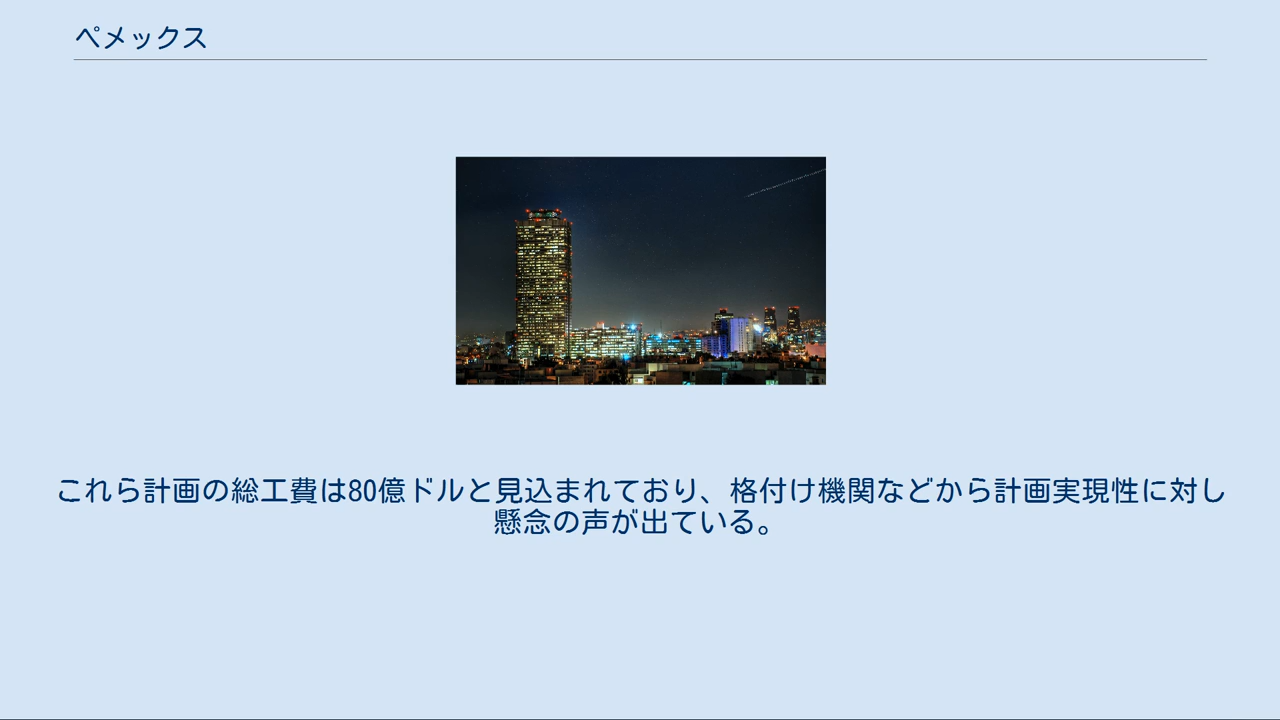 ペメックス
これら計画の総工費は80億ドルと見込まれており、格付け機関などから計画実現性に対し
懸念の声が出ている。